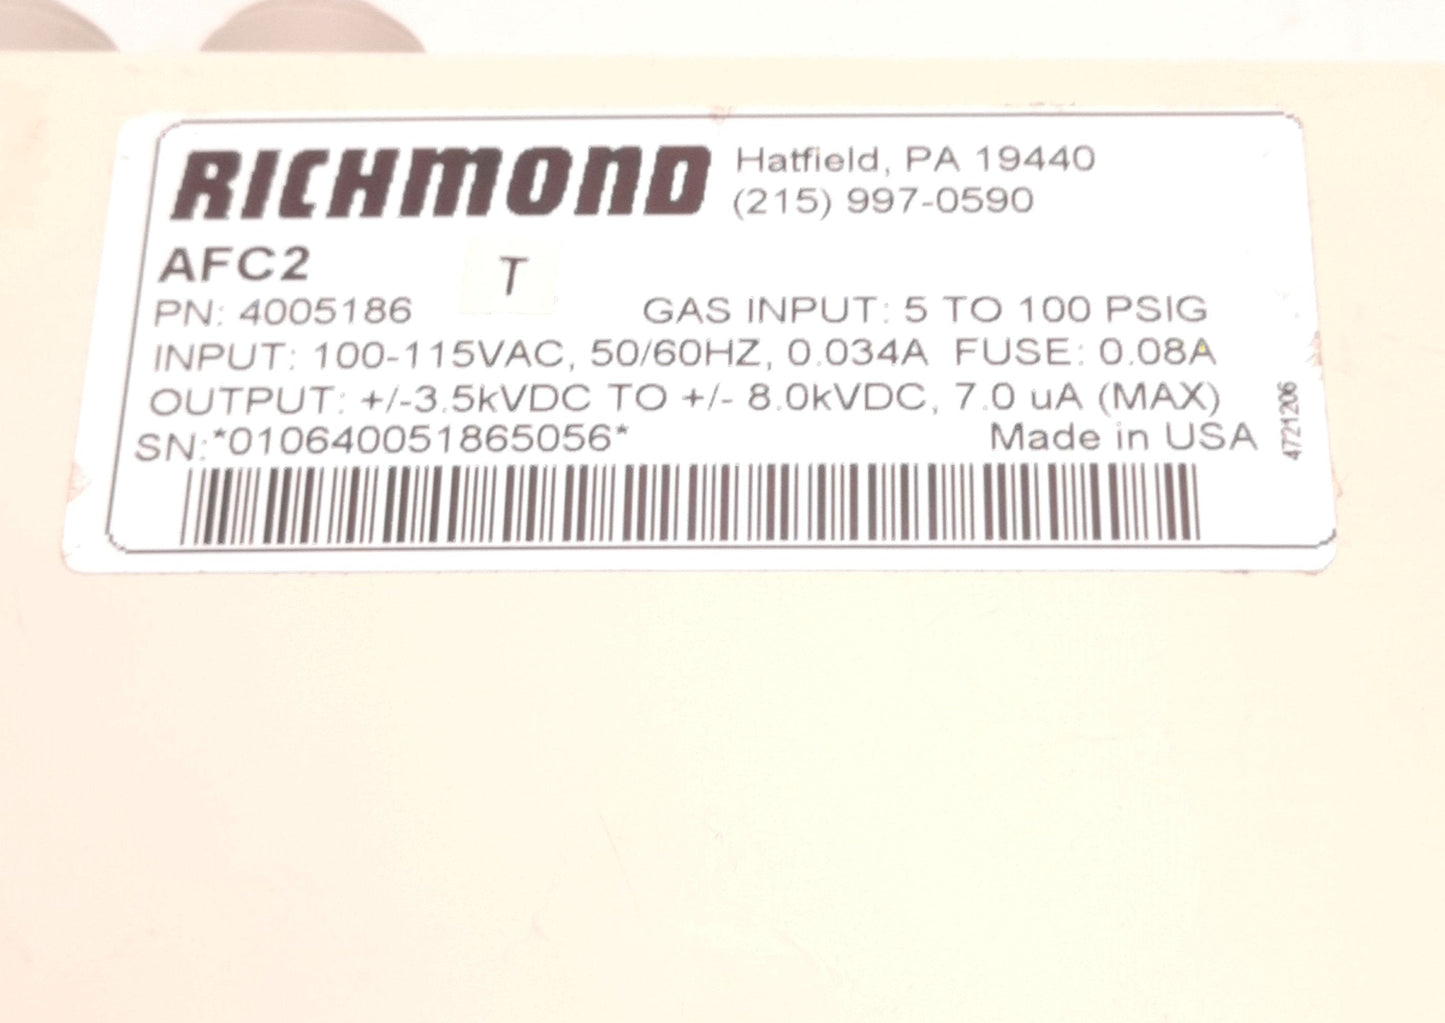 RICHMOND Hatfield, PA 19440
(215) 997-0590
AFC2 T
PN: 4005186 GAS INPUT: 5 TO 100 PSIG
INPUT: 100-115VAC, 50/60HZ, 0.034A FUSE: 0.08A
OUTPUT: +/-3.5kVDC TO +/- 8.0kVDC, 7.0 uA (MAX)
SN:*010640051865056* Made in USA
4721206